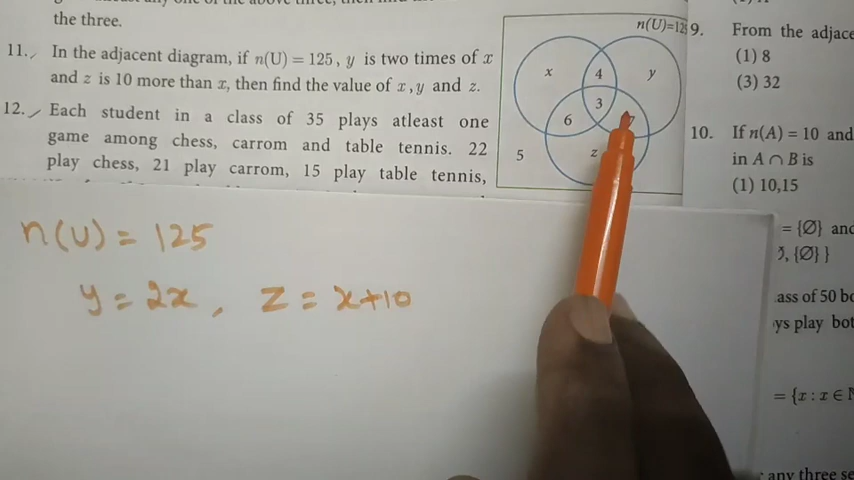 the three.
11. In the adjacent diagram, if n(U) = 125, y is two times of x
and z is 10 more than x, then find the value of x, y and z.
12. Each student in a class of 35 plays atleast one
game among chess, carrom and table tennis. 22
play chess, 21 play carrom, 15 play table tennis,
n(U)=125
x 4 y
3
6
5 z
9. From the adjace
(1) 8
(3) 32
10. If n(A) = 10 and
in A ∩ B is
(1) 10,15
= {Ø} and
{Ø} }
ass of 50 bo
ys play bot
= {x : x ∈ N
any three se
n(U) = 125
y = 2x, z = x+10